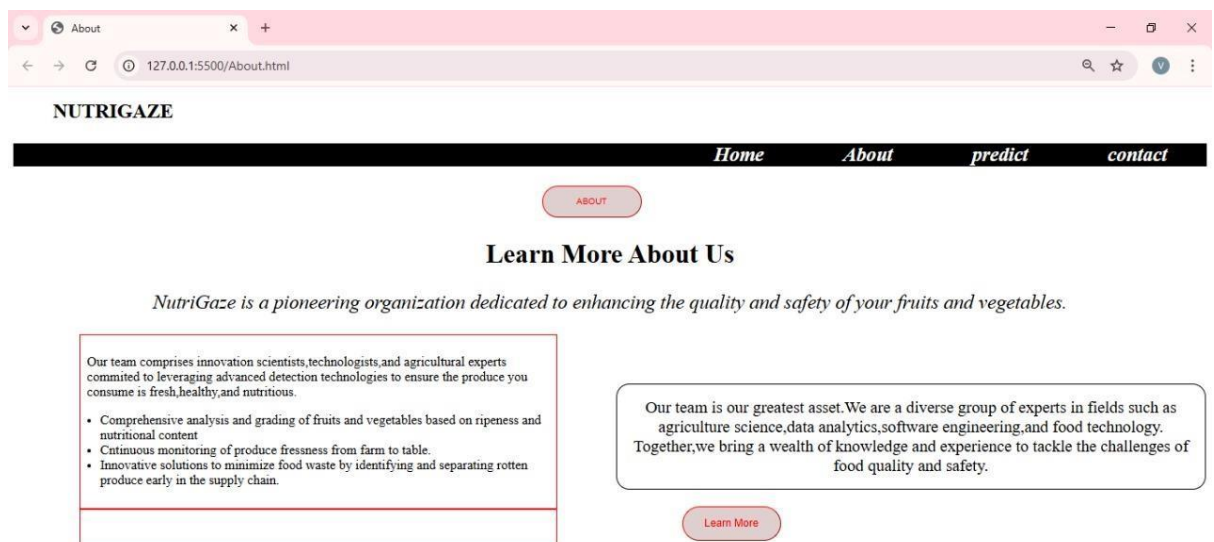 About
127.0.0.1:5500/About.html
V
NUTRIGAZE
Home About predict contact
ABOUT
Learn More About Us
NutriGaze is a pioneering organization dedicated to enhancing the quality and safety of your fruits and vegetables.
Our team comprises innovation scientists,technologists,and agricultural experts
commited to leveraging advanced detection technologies to ensure the produce you
consume is fresh,healthy,and nutritious.
• Comprehensive analysis and grading of fruits and vegetables based on ripeness and
nutritional content
• Cntinuous monitoring of produce fressness from farm to table.
• Innovative solutions to minimize food waste by identifying and separating rotten
produce early in the supply chain.
Our team is our greatest asset.We are a diverse group of experts in fields such as
agriculture science,data analytics,software engineering,and food technology.
Together,we bring a wealth of knowledge and experience to tackle the challenges of
food quality and safety.
Learn More